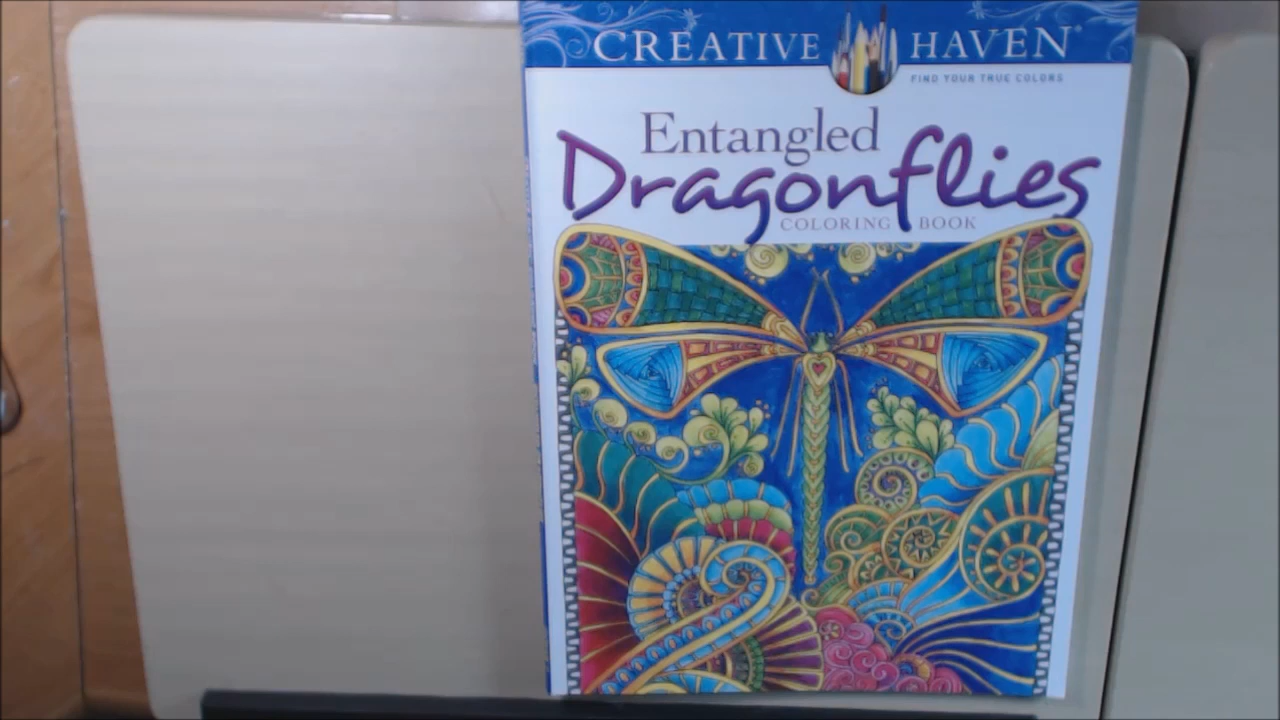 CREATIVE HAVEN®
FIND YOUR TRUE COLORS
Entangled
Dragonflies
COLORING BOOK